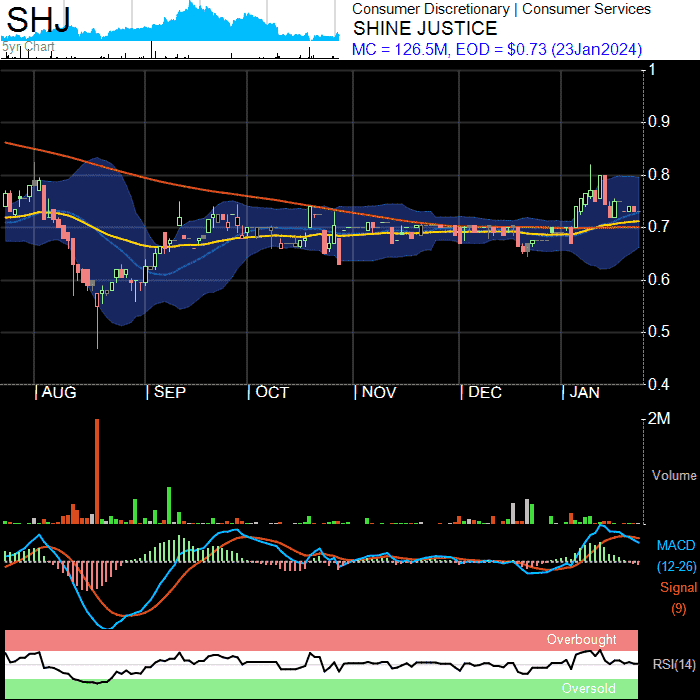 SHJ
5yr Chart
Consumer Discretionary | Consumer Services
SHINE JUSTICE
MC = 126.5M, EOD = $0.73 (23Jan2024)
1
0.9
0.8
0.7
0.6
0.5
0.4
| AUG | SEP | OCT | NOV | DEC | JAN
2M
Volume
MACD
(12-26)
Signal
(9)
Overbought
RSI(14)
Oversold